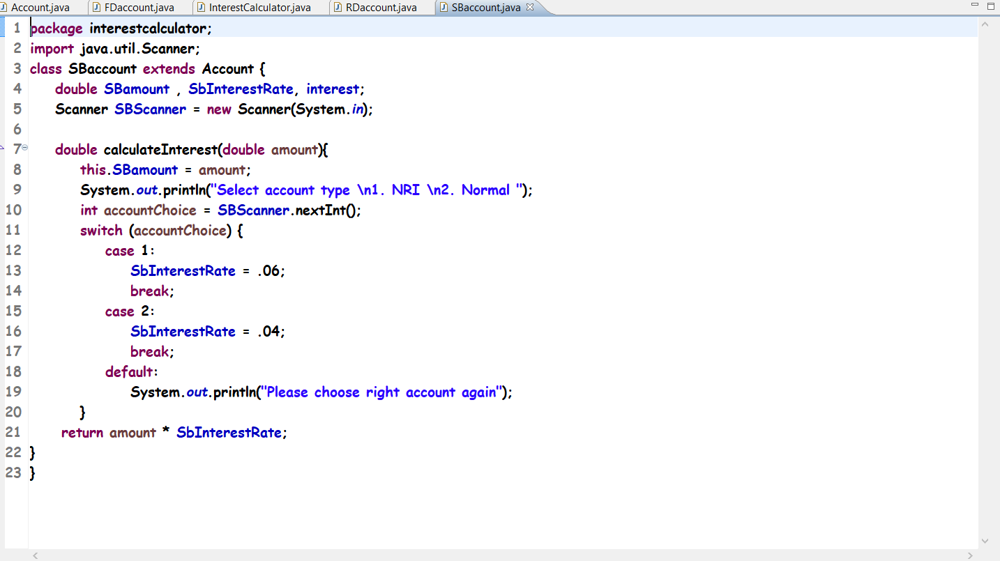 Account.java FDaccount.java InterestCalculator.java RDaccount.java SBaccount.java
1 package interestcalculator;
2 import java.util.Scanner;
3 class SBaccount extends Account {
4 double SBamount , SbInterestRate, interest;
5 Scanner SBScanner = new Scanner(System.in);
6
7 double calculateInterest(double amount){
8 this.SBamount = amount;
9 System.out.println("Select account type \n1. NRI \n2. Normal ");
10 int accountChoice = SBScanner.nextInt();
11 switch (accountChoice) {
12 case 1:
13 SbInterestRate = .06;
14 break;
15 case 2:
16 SbInterestRate = .04;
17 break;
18 default:
19 System.out.println("Please choose right account again");
20 }
21 return amount * SbInterestRate;
22 }
23 }